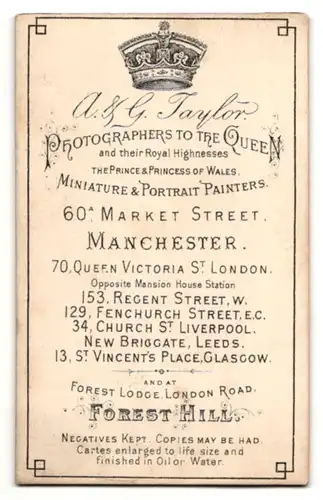 A. & G. Taylor.
PHOTOGRAPHERS TO THE QUEEN
and their Royal Highnesses
THE PRINCE & PRINCESS OF WALES.
MINIATURE & PORTRAIT PAINTERS.
60A MARKET STREET.
MANCHESTER.
70, QUEEN VICTORIA ST LONDON.
Opposite Mansion House Station
153, REGENT STREET, W.
129, FENCHURCH STREET, E.C.
34, CHURCH ST LIVERPOOL.
NEW BRIGGATE, LEEDS.
13, ST VINCENT'S PLACE, GLASGOW.
AND AT
FOREST LODGE, LONDON ROAD,
FOREST HILL.
NEGATIVES KEPT. COPIES MAY BE HAD.
Cartes enlarged to life size and
finished in Oil or Water.